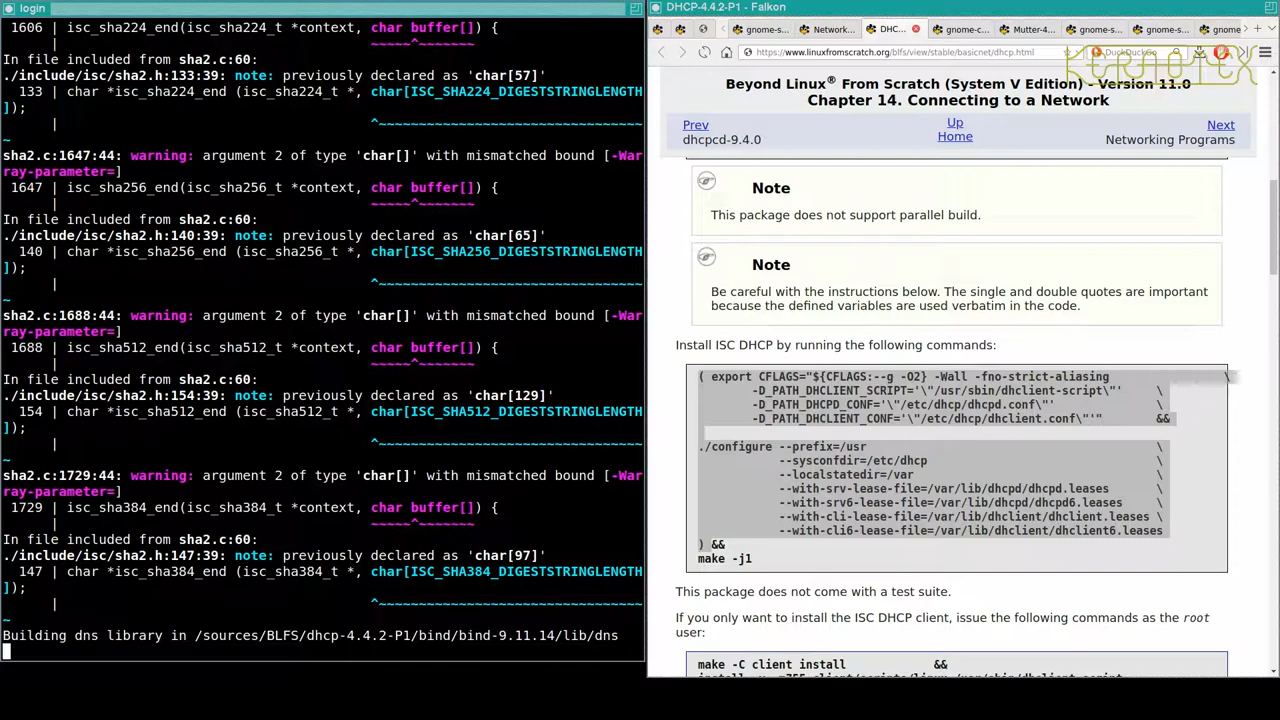 login
1606 | isc_sha224_end(isc_sha224_t *context, char buffer[]) {
| ~~~~~^~~~~~~~
In file included from sha2.c:60:
./include/isc/sha2.h:133:39: note: previously declared as 'char[57]'
133 | char *isc_sha224_end (isc_sha224_t *, char[ISC_SHA224_DIGESTSTRINGLENGTH
]);
| ^~~~~~~~~~~~~~~~~~~~~~~~~~~~~~~~~~
~
sha2.c:1647:44: warning: argument 2 of type 'char[]' with mismatched bound [-War
ray-parameter=]
1647 | isc_sha256_end(isc_sha256_t *context, char buffer[]) {
| ~~~~~^~~~~~~~
In file included from sha2.c:60:
./include/isc/sha2.h:140:39: note: previously declared as 'char[65]'
140 | char *isc_sha256_end (isc_sha256_t *, char[ISC_SHA256_DIGESTSTRINGLENGTH
]);
| ^~~~~~~~~~~~~~~~~~~~~~~~~~~~~~~~~~
~
sha2.c:1688:44: warning: argument 2 of type 'char[]' with mismatched bound [-War
ray-parameter=]
1688 | isc_sha512_end(isc_sha512_t *context, char buffer[]) {
| ~~~~~^~~~~~~~
In file included from sha2.c:60:
./include/isc/sha2.h:154:39: note: previously declared as 'char[129]'
154 | char *isc_sha512_end (isc_sha512_t *, char[ISC_SHA512_DIGESTSTRINGLENGTH
]);
| ^~~~~~~~~~~~~~~~~~~~~~~~~~~~~~~~~~
~
sha2.c:1729:44: warning: argument 2 of type 'char[]' with mismatched bound [-War
ray-parameter=]
1729 | isc_sha384_end(isc_sha384_t *context, char buffer[]) {
| ~~~~~^~~~~~~~
In file included from sha2.c:60:
./include/isc/sha2.h:147:39: note: previously declared as 'char[97]'
147 | char *isc_sha384_end (isc_sha384_t *, char[ISC_SHA384_DIGESTSTRINGLENGTH
]);
| ^~~~~~~~~~~~~~~~~~~~~~~~~~~~~~~~~~
~
Building dns library in /sources/BLFS/dhcp-4.4.2-P1/bind/bind-9.11.14/lib/dns
DHCP-4.4.2-P1 - Falkon
gnome-s Network- DHC gnome-c Mutter-4 gnome-s gnome-s gnome
https://www.linuxfromscratch.org/blfs/view/stable/basicnet/dhcp.html DuckDuckGo
KERNOTEX
Beyond Linux® From Scratch (System V Edition) - Version 11.0
Chapter 14. Connecting to a Network
Prev Up Next
dhcpcd-9.4.0 Home Networking Programs
Note
This package does not support parallel build.
Note
Be careful with the instructions below. The single and double quotes are important
because the defined variables are used verbatim in the code.
Install ISC DHCP by running the following commands:
( export CFLAGS="${CFLAGS:--g -O2} -Wall -fno-strict-aliasing \
-D_PATH_DHCLIENT_SCRIPT='\"/usr/sbin/dhclient-script\"' \
-D_PATH_DHCPD_CONF='\"/etc/dhcp/dhcpd.conf\"' \
-D_PATH_DHCLIENT_CONF='\"/etc/dhcp/dhclient.conf\"'" &&
./configure --prefix=/usr \
--sysconfdir=/etc/dhcp \
--localstatedir=/var \
--with-srv-lease-file=/var/lib/dhcpd/dhcpd.leases \
--with-srv6-lease-file=/var/lib/dhcpd/dhcpd6.leases \
--with-cli-lease-file=/var/lib/dhclient/dhclient.leases \
--with-cli6-lease-file=/var/lib/dhclient/dhclient6.leases
) &&
make -j1
This package does not come with a test suite.
If you only want to install the ISC DHCP client, issue the following commands as the root
user:
make -C client install &&